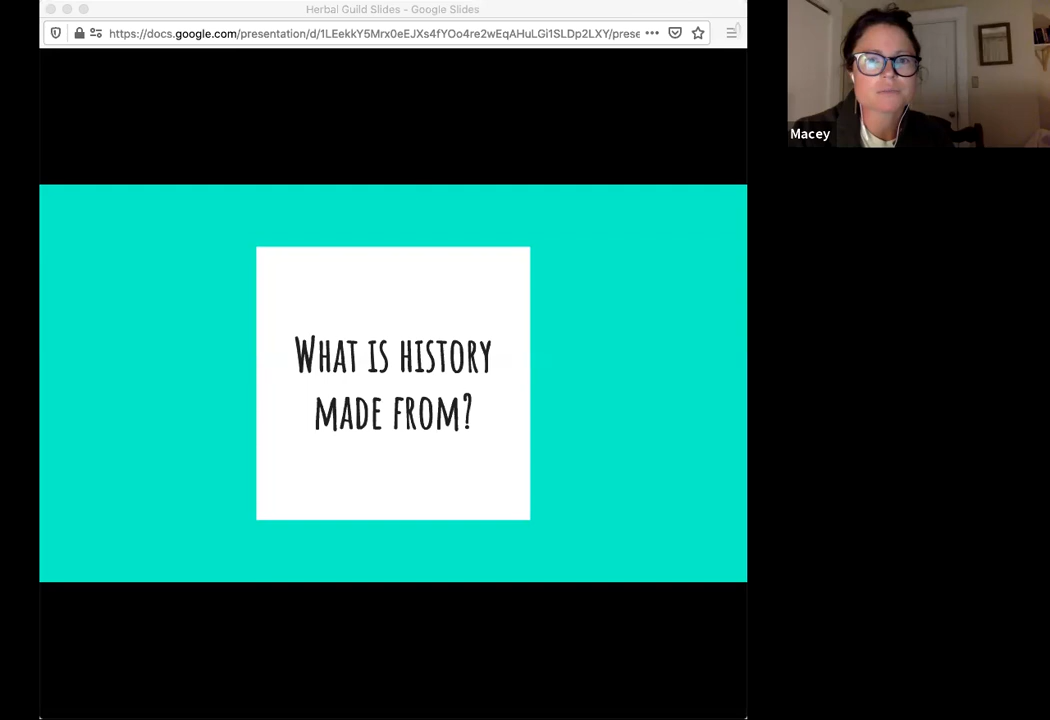 Herbal Guild Slides - Google Slides
https://docs.google.com/presentation/d/1LEekkY5Mrx0eEJXs4fYOo4re2wEqAHuLGi1SLDp2LXY/prese
Macey
What is history
made from?